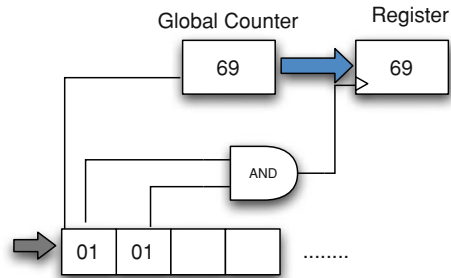 Global Counter
Register
69
69
AND
01 01 ........